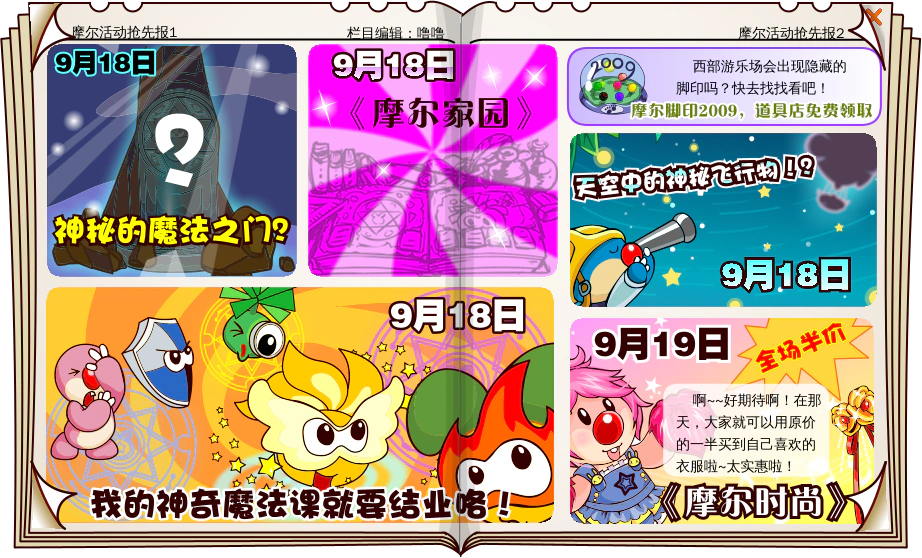 摩尔活动抢先报1
栏目编辑：噜噜
摩尔活动抢先报2
9月18日
神秘的魔法之门?
9月18日
《摩尔家园》
2009
西部游乐场会出现隐藏的
脚印吗？快去找找看吧！
摩尔脚印2009，道具店免费领取
天空中的神秘飞行物！？
9月18日
9月18日
我的神奇魔法课就要结业咯！
9月19日
全场半价
啊~~好期待啊！在那
天，大家就可以用原价
的一半买到自己喜欢的
衣服啦~太实惠啦！
《摩尔时尚》